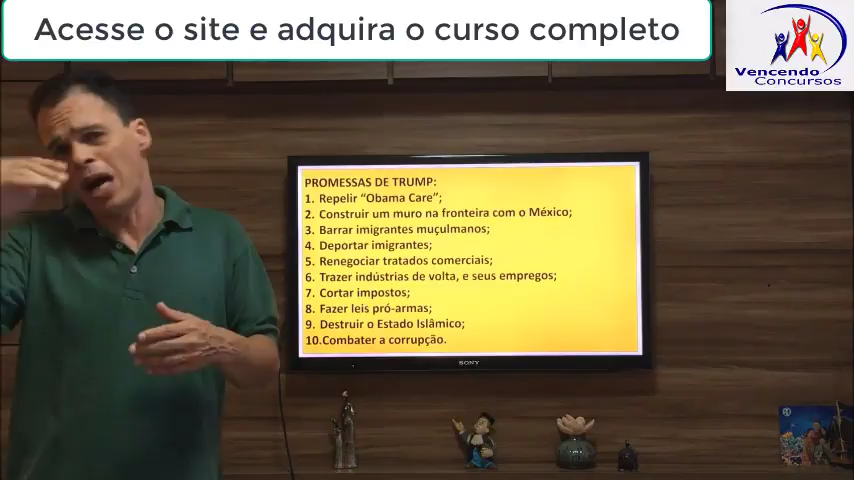 Acesse o site e adquira o curso completo
Vencendo
Concursos
PROMESSAS DE TRUMP:
1. Repelir “Obama Care”;
2. Construir um muro na fronteira com o México;
3. Barrar imigrantes muçulmanos;
4. Deportar imigrantes;
5. Renegociar tratados comerciais;
6. Trazer indústrias de volta, e seus empregos;
7. Cortar impostos;
8. Fazer leis pró-armas;
9. Destruir o Estado Islâmico;
10.Combater a corrupção.
SONY